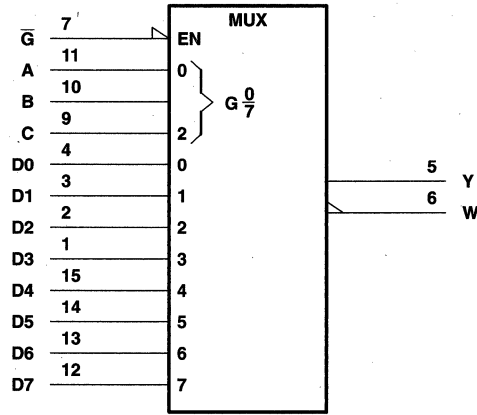 MUX
G̅ 7 EN
A 11 0
B 10 G 0/7
C 9 2
D0 4 0
D1 3 1
D2 2 2
D3 1 3
D4 15 4
D5 14 5
D6 13 6
D7 12 7
5 Y
6 W